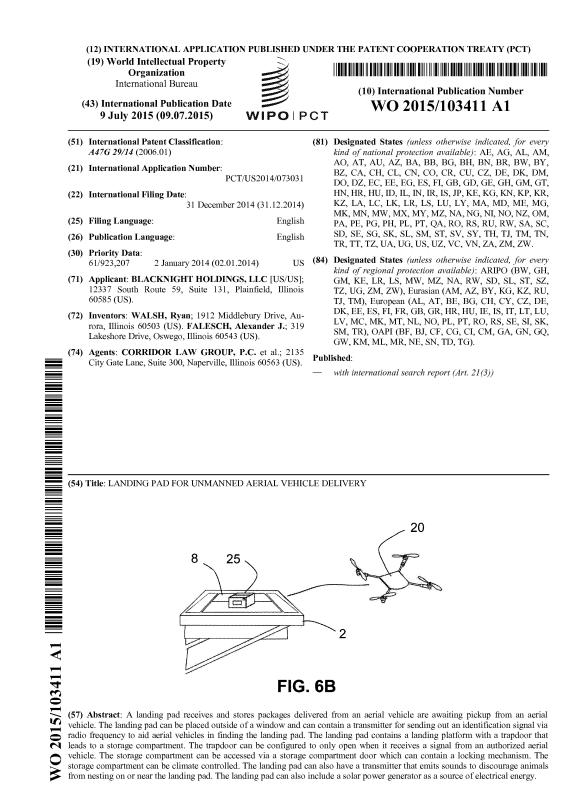 (12) INTERNATIONAL APPLICATION PUBLISHED UNDER THE PATENT COOPERATION TREATY (PCT)
(19) World Intellectual Property
Organization
International Bureau
(43) International Publication Date
9 July 2015 (09.07.2015)
WIPO | PCT
(10) International Publication Number
WO 2015/103411 A1
(51) International Patent Classification:
A47G 29/14 (2006.01)
(21) International Application Number:
PCT/US2014/073031
(22) International Filing Date:
31 December 2014 (31.12.2014)
(25) Filing Language: English
(26) Publication Language: English
(30) Priority Data:
61/923,207 2 January 2014 (02.01.2014) US
(71) Applicant: BLACKNIGHT HOLDINGS, LLC [US/US];
12337 South Route 59, Suite 131, Plainfield, Illinois
60585 (US).
(72) Inventors: WALSH, Ryan; 1912 Middlebury Drive, Au-
rora, Illinois 60503 (US). FALESCH, Alexander J.; 319
Lakeshore Drive, Oswego, Illinois 60543 (US).
(74) Agents: CORRIDOR LAW GROUP, P.C. et al.; 2135
City Gate Lane, Suite 300, Naperville, Illinois 60563 (US).
(81) Designated States (unless otherwise indicated, for every
kind of national protection available): AE, AG, AL, AM,
AO, AT, AU, AZ, BA, BB, BG, BH, BN, BR, BW, BY,
BZ, CA, CH, CL, CN, CO, CR, CU, CZ, DE, DK, DM,
DO, DZ, EC, EE, EG, ES, FI, GB, GD, GE, GH, GM, GT,
HN, HR, HU, ID, IL, IN, IR, IS, JP, KE, KG, KN, KP, KR,
KZ, LA, LC, LK, LR, LS, LU, LY, MA, MD, ME, MG,
MK, MN, MW, MX, MY, MZ, NA, NG, NI, NO, NZ, OM,
PA, PE, PG, PH, PL, PT, QA, RO, RS, RU, RW, SA, SC,
SD, SE, SG, SK, SL, SM, ST, SV, SY, TH, TJ, TM, TN,
TR, TT, TZ, UA, UG, US, UZ, VC, VN, ZA, ZM, ZW.
(84) Designated States (unless otherwise indicated, for every
kind of regional protection available): ARIPO (BW, GH,
GM, KE, LR, LS, MW, MZ, NA, RW, SD, SL, ST, SZ,
TZ, UG, ZM, ZW), Eurasian (AM, AZ, BY, KG, KZ, RU,
TJ, TM), European (AL, AT, BE, BG, CH, CY, CZ, DE,
DK, EE, ES, FI, FR, GB, GR, HR, HU, IE, IS, IT, LT, LU,
LV, MC, MK, MT, NL, NO, PL, PT, RO, RS, SE, SI, SK,
SM, TR), OAPI (BF, BJ, CF, CG, CI, CM, GA, GN, GQ,
GW, KM, ML, MR, NE, SN, TD, TG).
Published:
— with international search report (Art. 21(3))
(54) Title: LANDING PAD FOR UNMANNED AERIAL VEHICLE DELIVERY
20
8 25
2
FIG. 6B
(57) Abstract: A landing pad receives and stores packages delivered from an aerial vehicle are awaiting pickup from an aerial
vehicle. The landing pad can be placed outside of a window and can contain a transmitter for sending out an identification signal via
radio frequency to aid aerial vehicles in finding the landing pad. The landing pad contains a landing platform with a trapdoor that
leads to a storage compartment. The trapdoor can be configured to only open when it receives a signal from an authorized aerial
vehicle. The storage compartment can be accessed via a storage compartment door which can contain a locking mechanism. The
storage compartment can be climate controlled. The landing pad can also have a transmitter that emits sounds to discourage animals
from nesting on or near the landing pad. The landing pad can also include a solar power generator as a source of electrical energy.
WO 2015/103411 A1